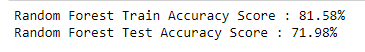 Random Forest Train Accuracy Score : 81.58%
Random Forest Test Accuracy Score : 71.98%